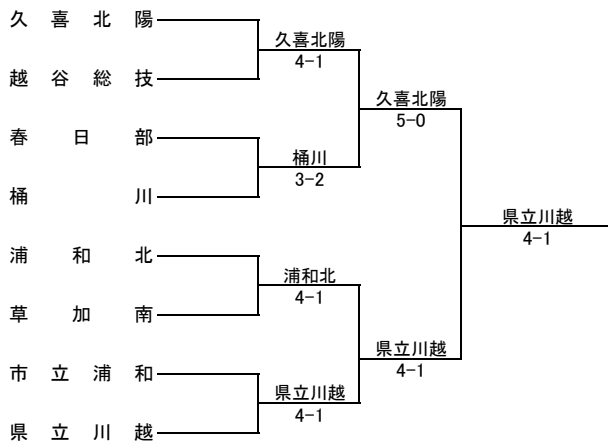 久喜北陽
久喜北陽
4-1
越谷総技
久喜北陽
5-0
春日部
桶川
3-2
桶川
県立川越
4-1
浦和北
浦和北
4-1
草加南
県立川越
4-1
市立浦和
県立川越
4-1
県立川越